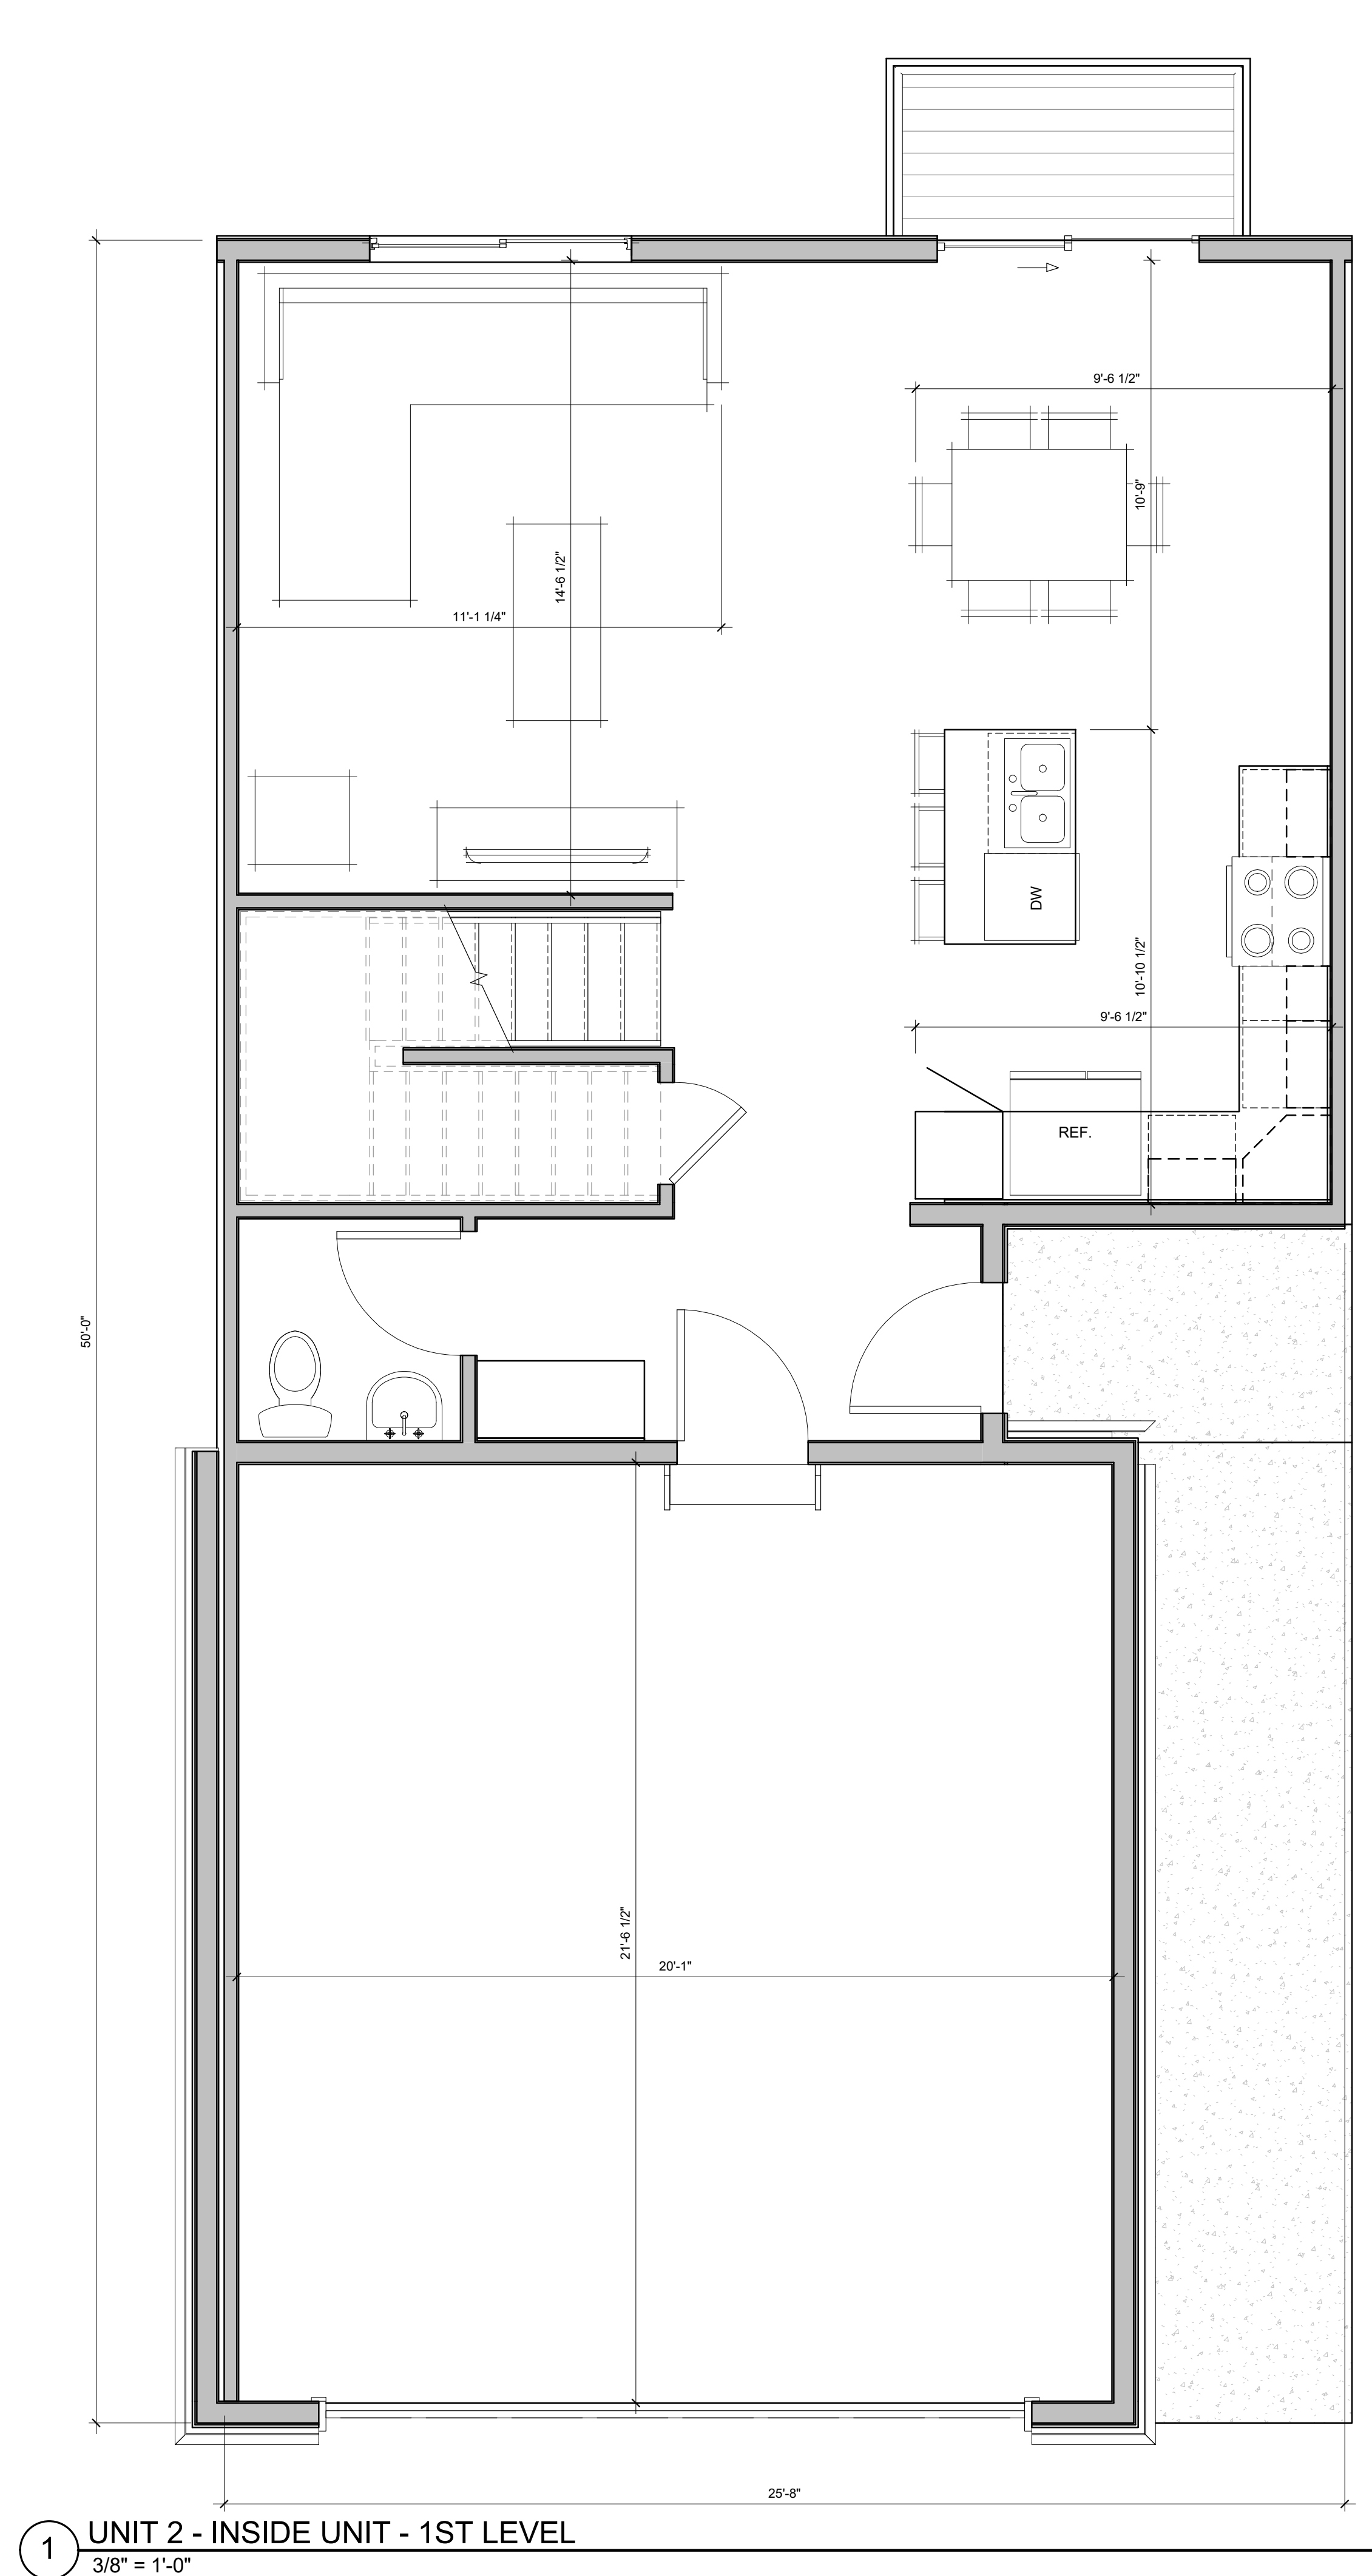 9'-6 1/2"
10'-9"
14'-6 1/2"
11'-1 1/4"
DW
10'-10 1/2"
9'-6 1/2"
REF.
50'-0"
21'-6 1/2"
20'-1"
25'-8"
1
UNIT 2 - INSIDE UNIT - 1ST LEVEL
3/8" = 1'-0"